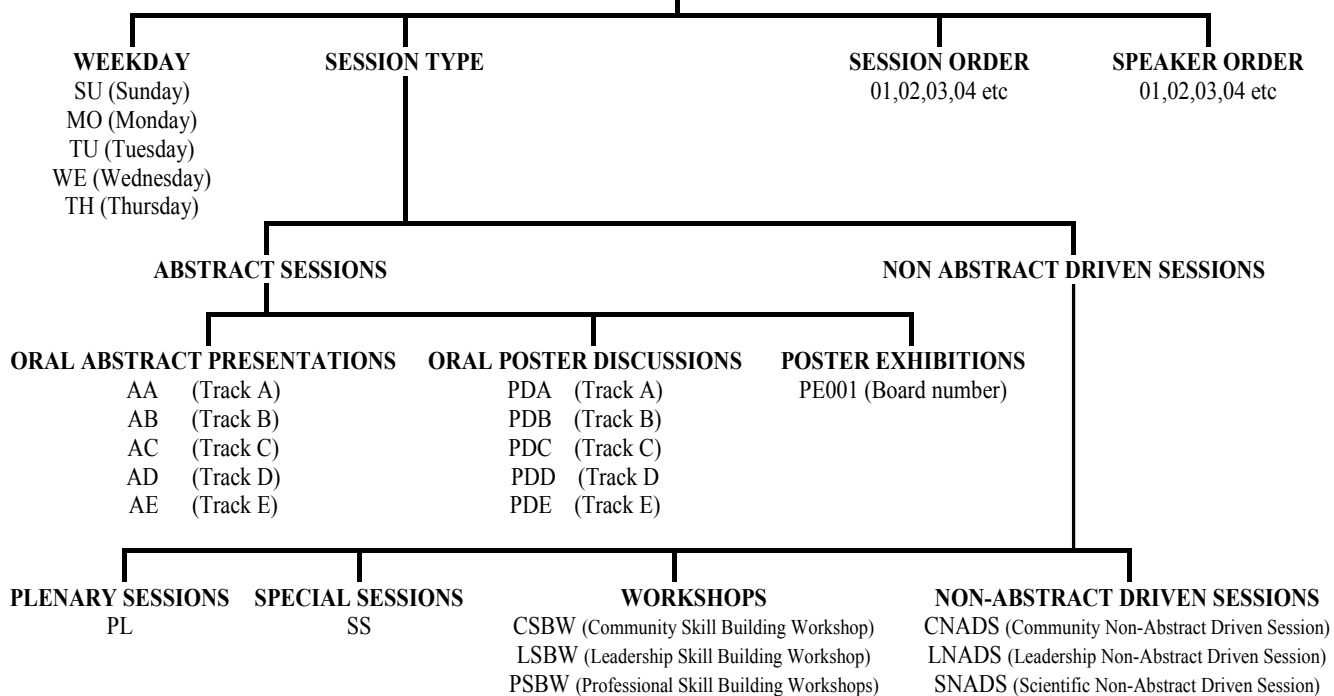 WEEKDAY
SU (Sunday)
MO (Monday)
TU (Tuesday)
WE (Wednesday)
TH (Thursday)
SESSION TYPE
SESSION ORDER
01,02,03,04 etc
SPEAKER ORDER
01,02,03,04 etc
ABSTRACT SESSIONS
NON ABSTRACT DRIVEN SESSIONS
ORAL ABSTRACT PRESENTATIONS
AA (Track A)
AB (Track B)
AC (Track C)
AD (Track D)
AE (Track E)
ORAL POSTER DISCUSSIONS
PDA (Track A)
PDB (Track B)
PDC (Track C)
PDD (Track D
PDE (Track E)
POSTER EXHIBITIONS
PE001 (Board number)
PLENARY SESSIONS
PL
SPECIAL SESSIONS
SS
WORKSHOPS
CSBW (Community Skill Building Workshop)
LSBW (Leadership Skill Building Workshop)
PSBW (Professional Skill Building Workshops)
NON-ABSTRACT DRIVEN SESSIONS
CNADS (Community Non-Abstract Driven Session)
LNADS (Leadership Non-Abstract Driven Session)
SNADS (Scientific Non-Abstract Driven Session)